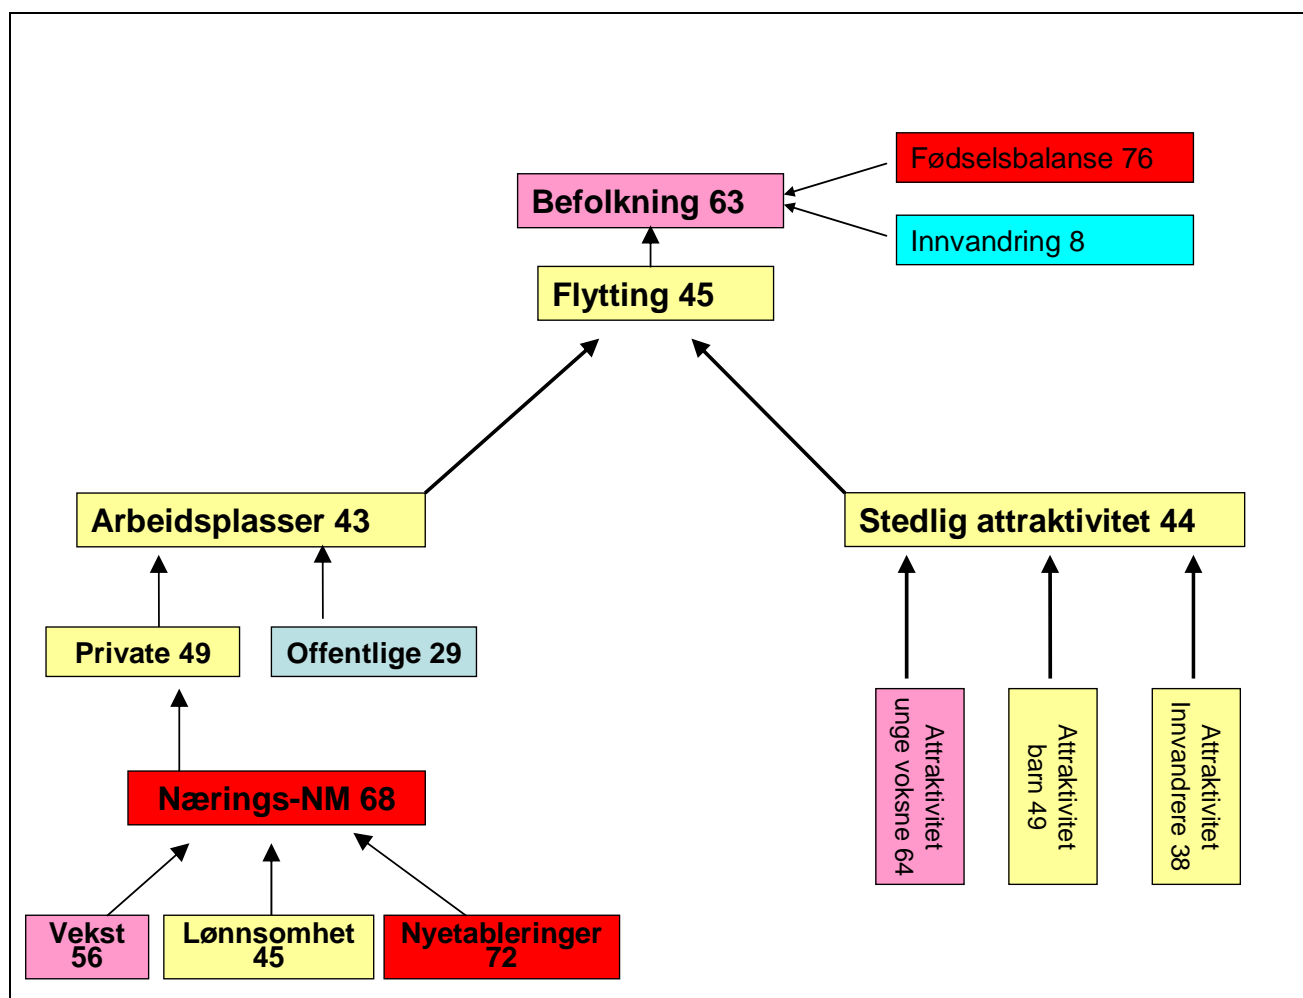 Fødselsbalanse 76
Befolkning 63
Innvandring 8
Flytting 45
Arbeidsplasser 43
Stedlig attraktivitet 44
Private 49
Offentlige 29
Attraktivitet
unge voksne 64
Attraktivitet
barn 49
Attraktivitet
Innvandrere 38
Nærings-NM 68
Vekst
56
Lønnsomhet
45
Nyetableringer
72